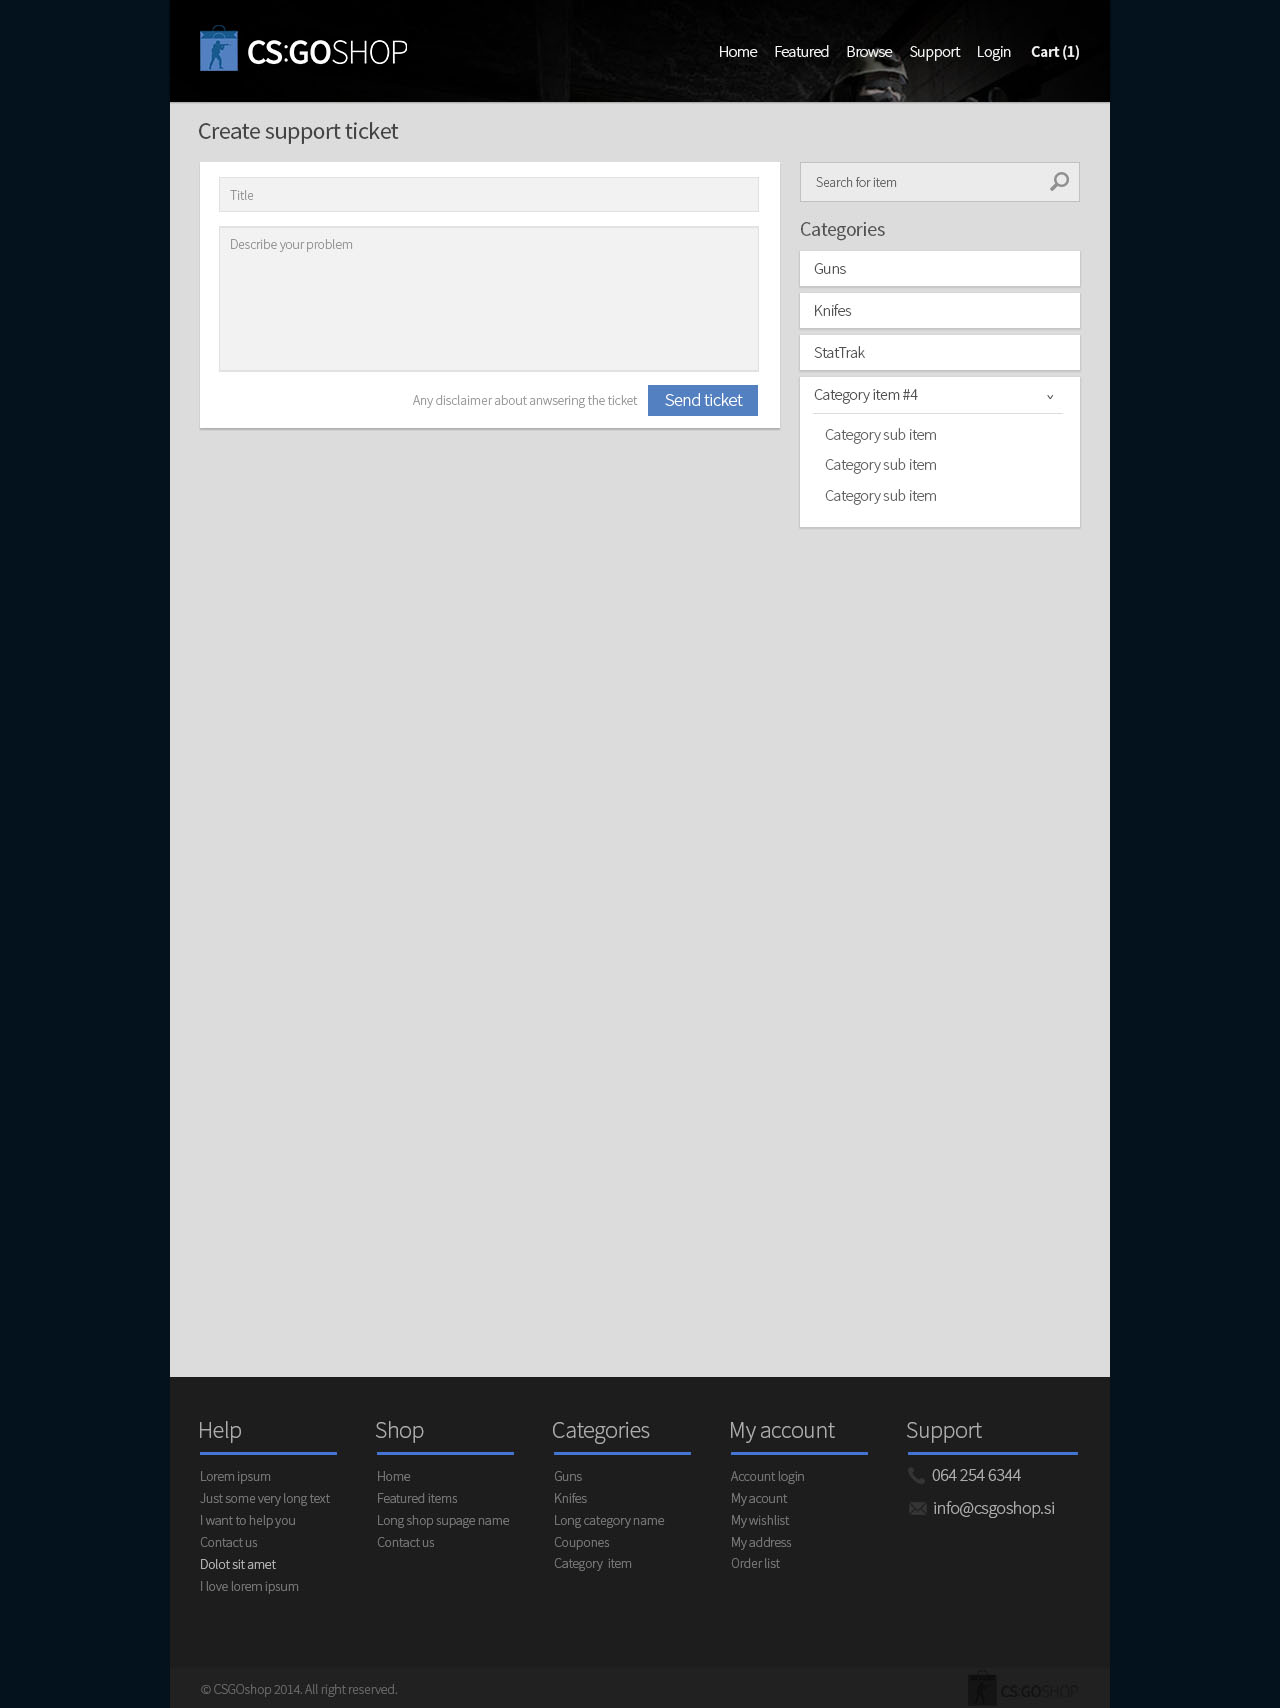 CS:GOSHOP
Home Featured Browse Support Login Cart (1)
Create support ticket
Title
Describe your problem
Any disclaimer about anwsering the ticket
Send ticket
Search for item
Categories
Guns
Knifes
StatTrak
Category item #4
Category sub item
Category sub item
Category sub item
Help
Lorem ipsum
Just some very long text
I want to help you
Contact us
Dolot sit amet
I love lorem ipsum
Shop
Home
Featured items
Long shop supage name
Contact us
Categories
Guns
Knifes
Long category name
Coupones
Category item
My account
Account login
My acount
My wishlist
My address
Order list
Support
064 254 6344
info@csgoshop.si
© CSGOshop 2014. All right reserved.
CS:GOSHOP